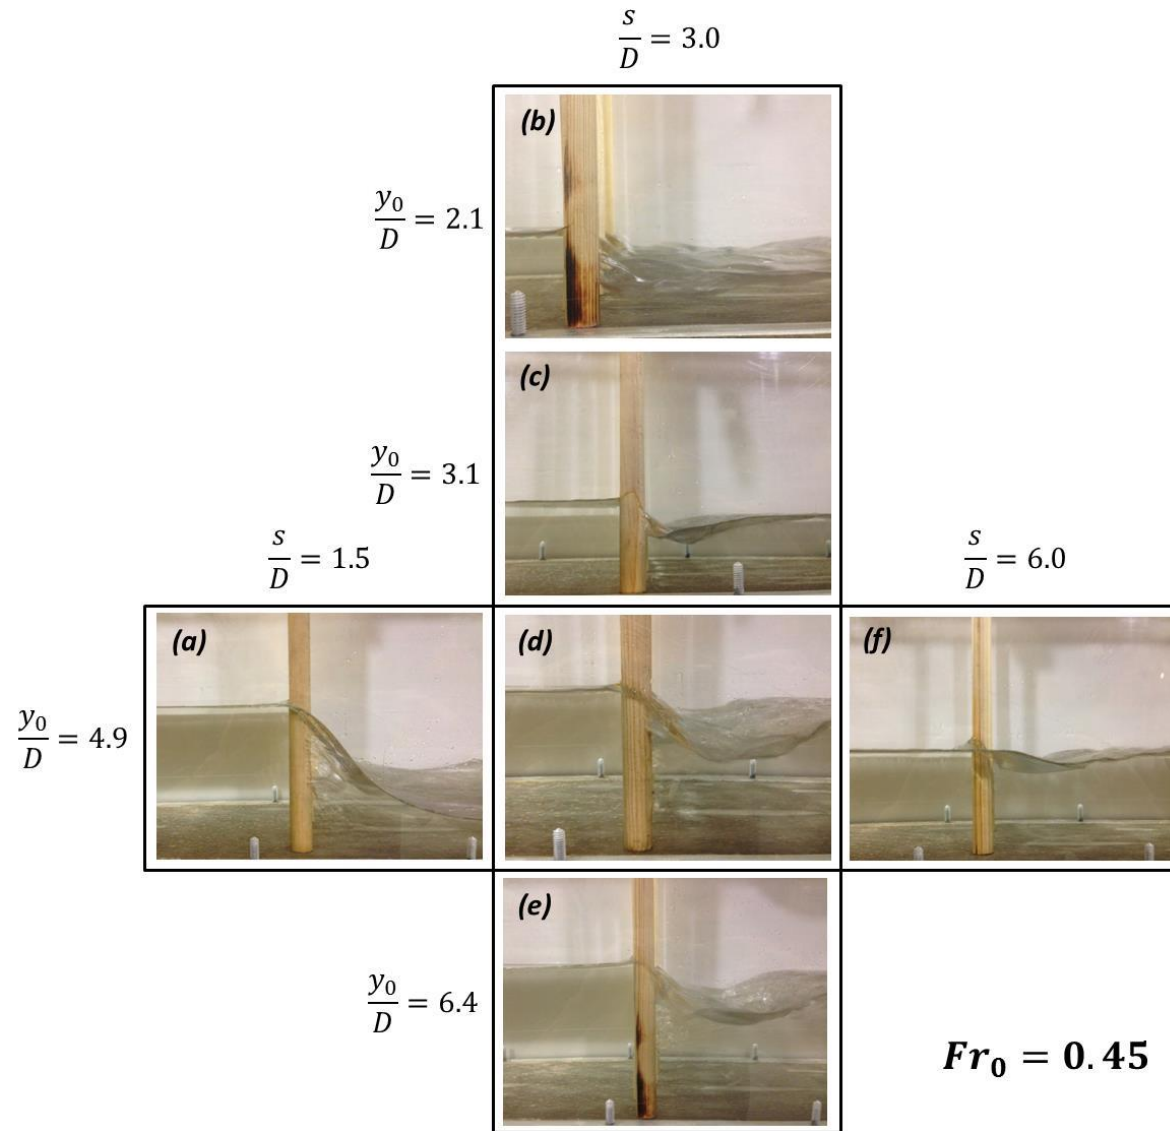 s/D = 3.0
(b)
y₀/D = 2.1
(c)
y₀/D = 3.1
s/D = 1.5
s/D = 6.0
(a)
(d)
(f)
y₀/D = 4.9
(e)
y₀/D = 6.4
Fr₀ = 0.45